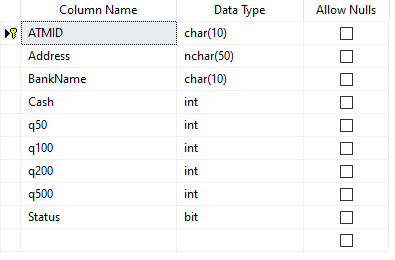 Column Name Data Type Allow Nulls
ATMID char(10)
Address nchar(50)
BankName char(10)
Cash int
q50 int
q100 int
q200 int
q500 int
Status bit